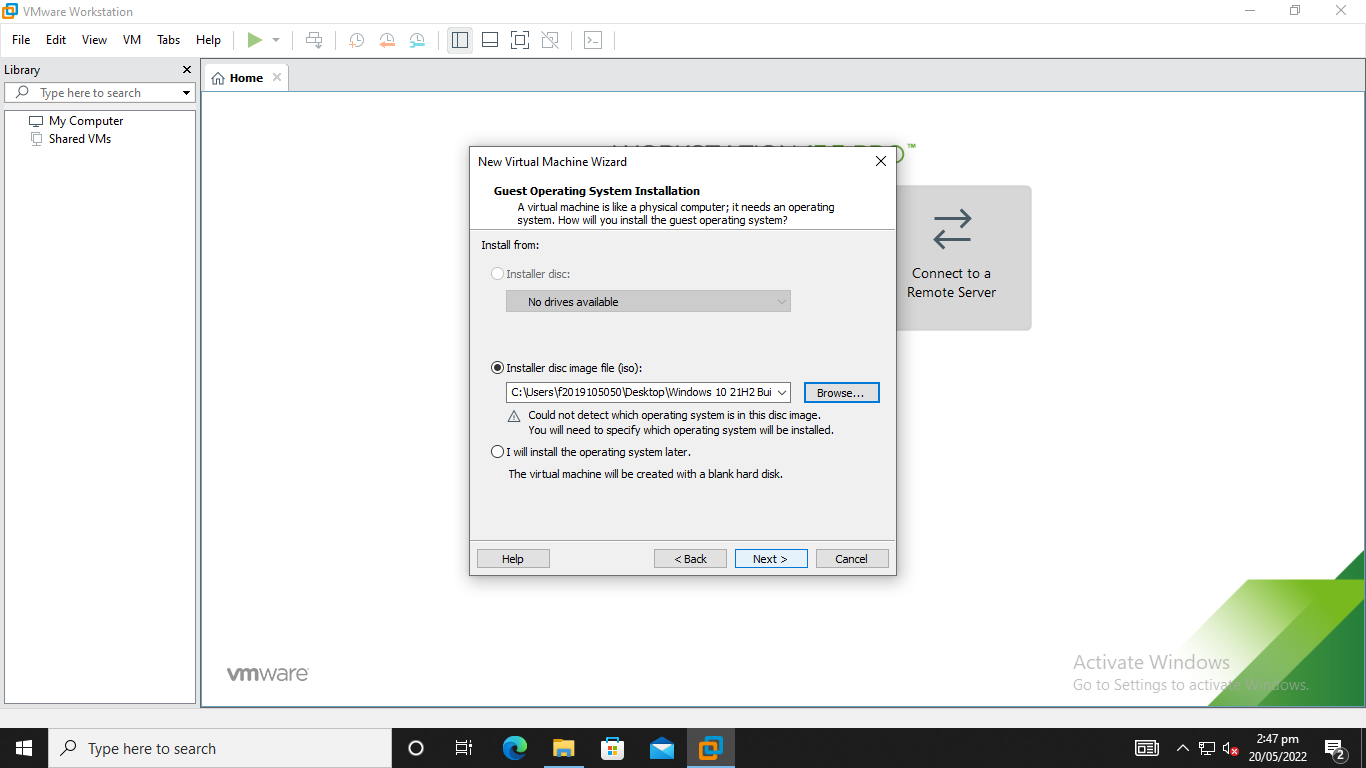 VMware Workstation
File Edit View VM Tabs Help
Library
Type here to search
My Computer
Shared VMs
Home
™
New Virtual Machine Wizard
Guest Operating System Installation
A virtual machine is like a physical computer; it needs an operating
system. How will you install the guest operating system?
Install from:
Installer disc:
No drives available
Installer disc image file (iso):
C:\Users\f2019105050\Desktop\Windows 10 21H2 Bui
Browse...
Could not detect which operating system is in this disc image.
You will need to specify which operating system will be installed.
I will install the operating system later.
The virtual machine will be created with a blank hard disk.
Help
< Back
Next >
Cancel
Connect to a
Remote Server
vmware
Activate Windows
Go to Settings to activate Windows.
Type here to search
2:47 pm
20/05/2022
2